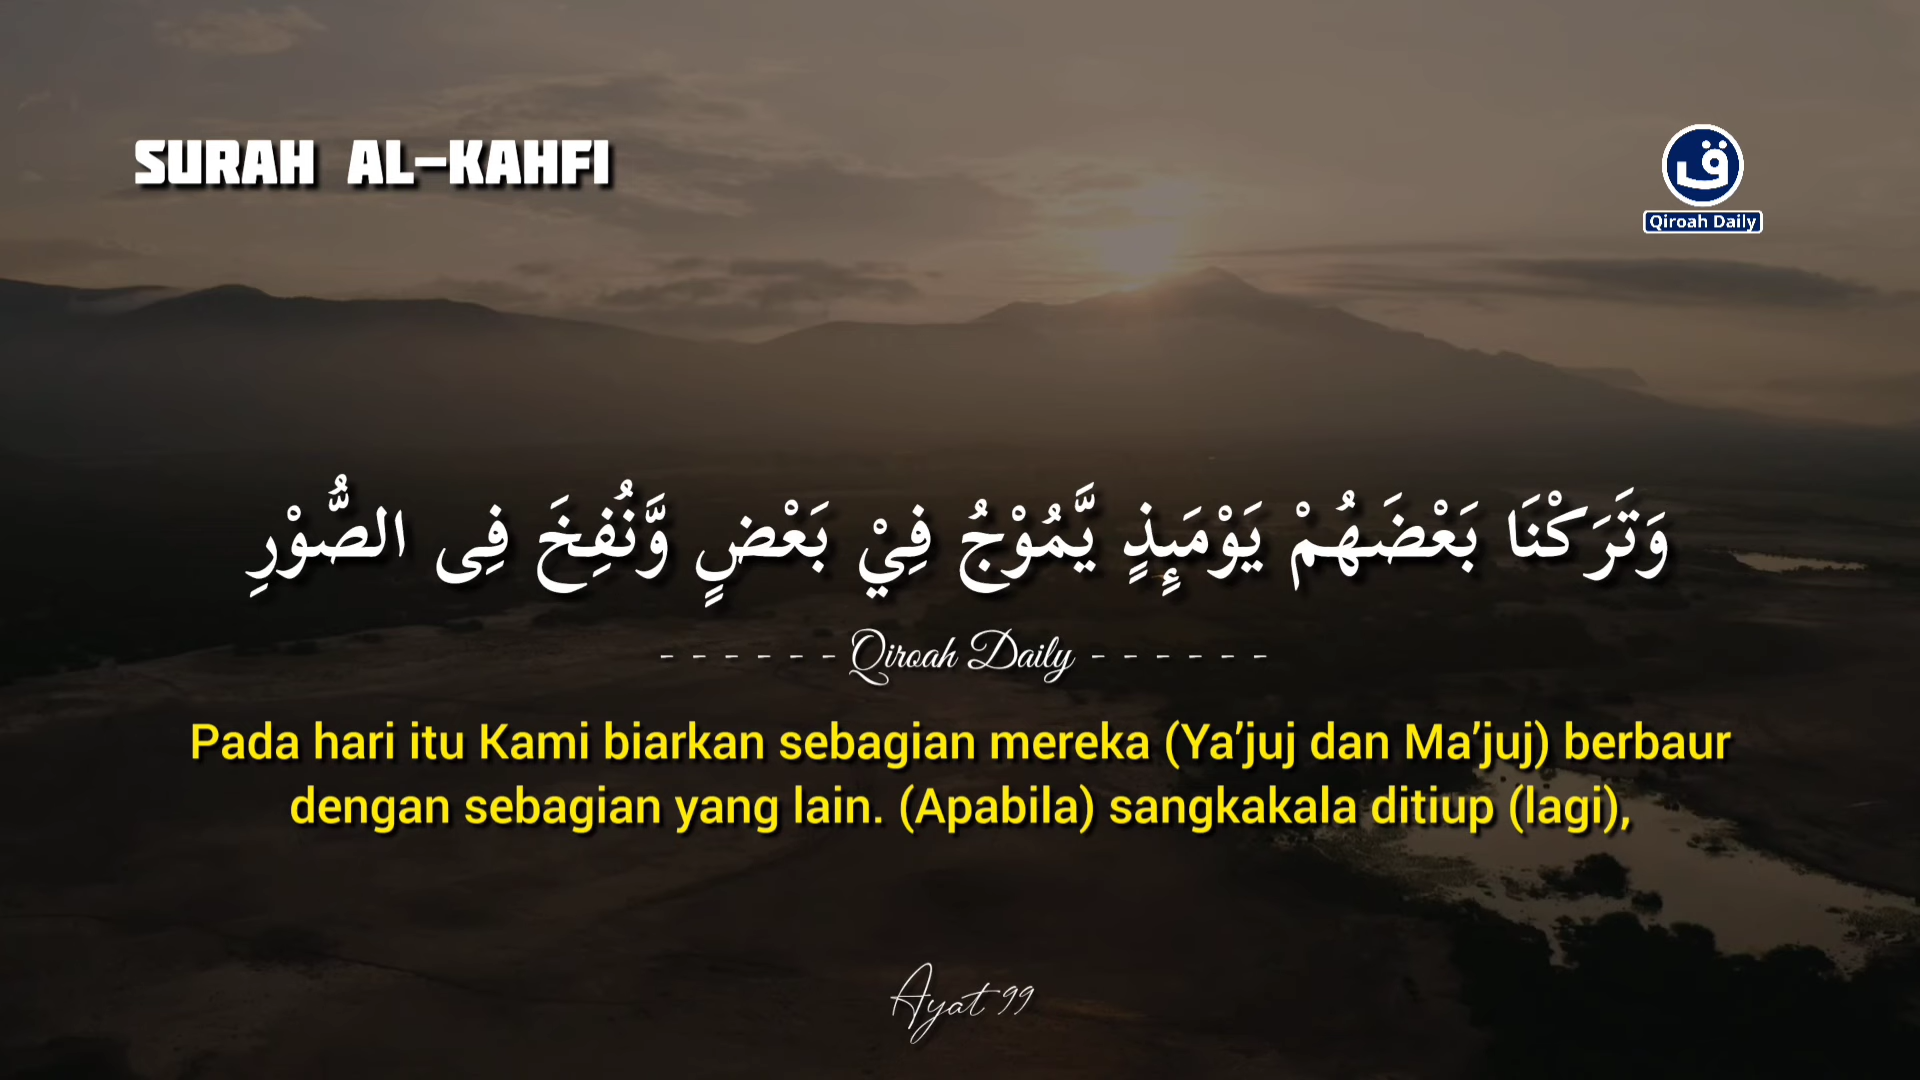 SURAH AL-KAHFI
ق
Qiroah Daily
وَتَرَكْنَا بَعْضَهُمْ يَوْمَىِٕذٍ يَّمُوْجُ فِيْ بَعْضٍ وَّنُفِخَ فِى الصُّوْرِ
- - - - - - Qiroah Daily - - - - - -
Pada hari itu Kami biarkan sebagian mereka (Ya’juj dan Ma’juj) berbaur
dengan sebagian yang lain. (Apabila) sangkakala ditiup (lagi),
Ayat 99